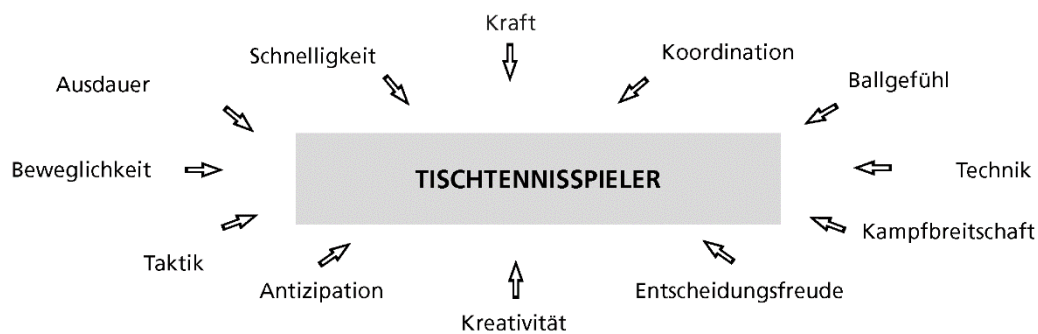 Kraft
Schnelligkeit
Koordination
Ausdauer
Ballgefühl
Beweglichkeit
TISCHTENNISSPIELER
Technik
Taktik
Kampfbreitschaft
Antizipation
Entscheidungsfreude
Kreativität